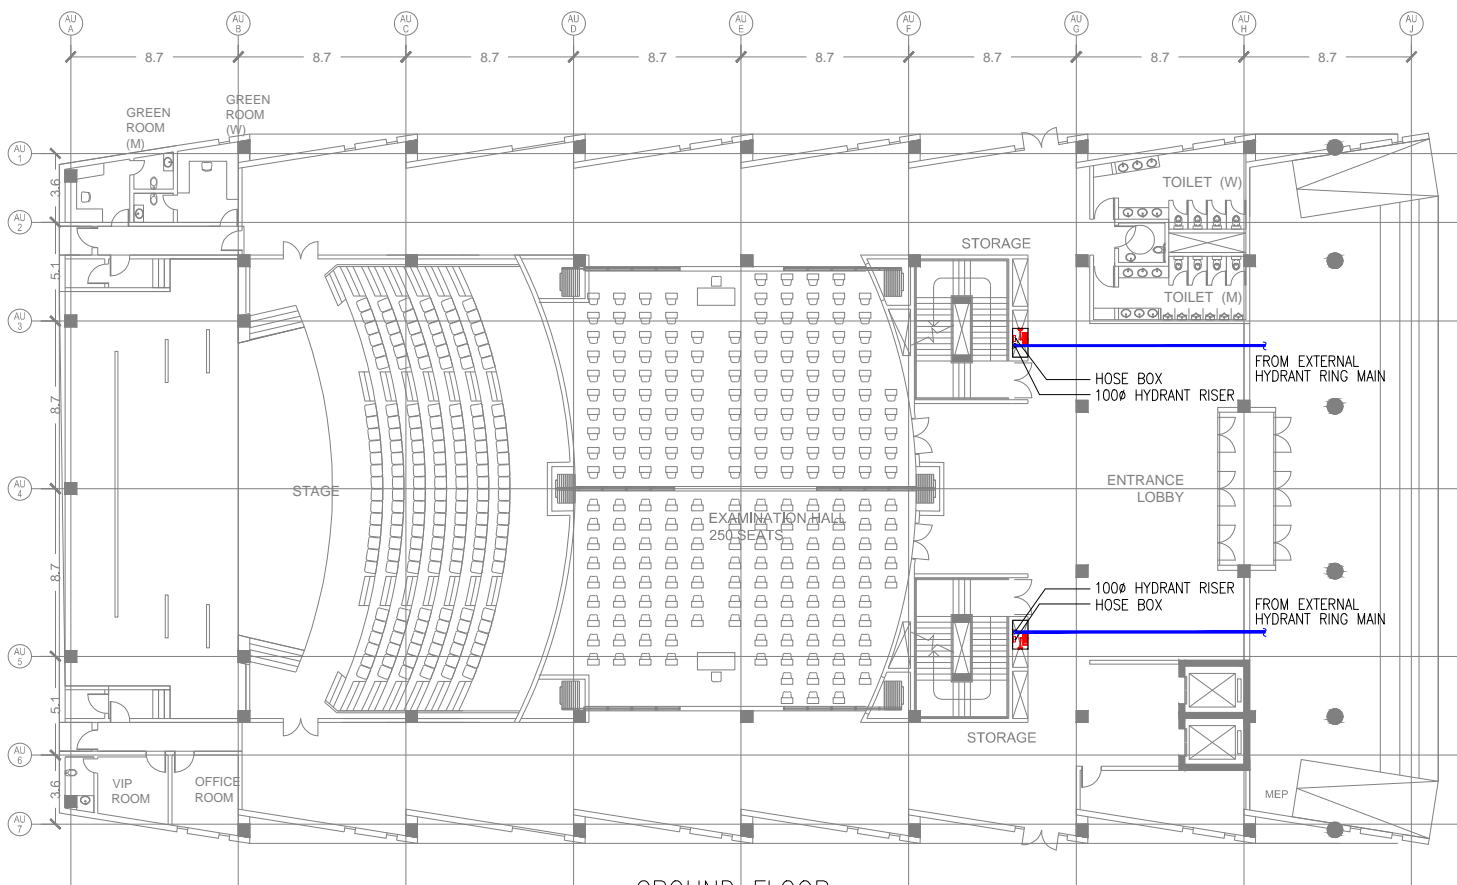 AU A
AU B
AU C
AU D
AU E
AU F
AU G
AU H
AU J
8.7
8.7
8.7
8.7
8.7
8.7
8.7
8.7
GREEN
ROOM
(M)
GREEN
ROOM
(W)
AU 1
3.6
AU 2
5.1
AU 3
8.7
AU 4
8.7
AU 5
5.1
AU 6
3.6
AU 7
TOILET (W)
STORAGE
TOILET (M)
FROM EXTERNAL
HYDRANT RING MAIN
HOSE BOX
100ø HYDRANT RISER
STAGE
ENTRANCE
LOBBY
EXAMINATION HALL
250 SEATS
100ø HYDRANT RISER
HOSE BOX
FROM EXTERNAL
HYDRANT RING MAIN
STORAGE
VIP
ROOM
OFFICE
ROOM
MEP
GROUND FLOOR